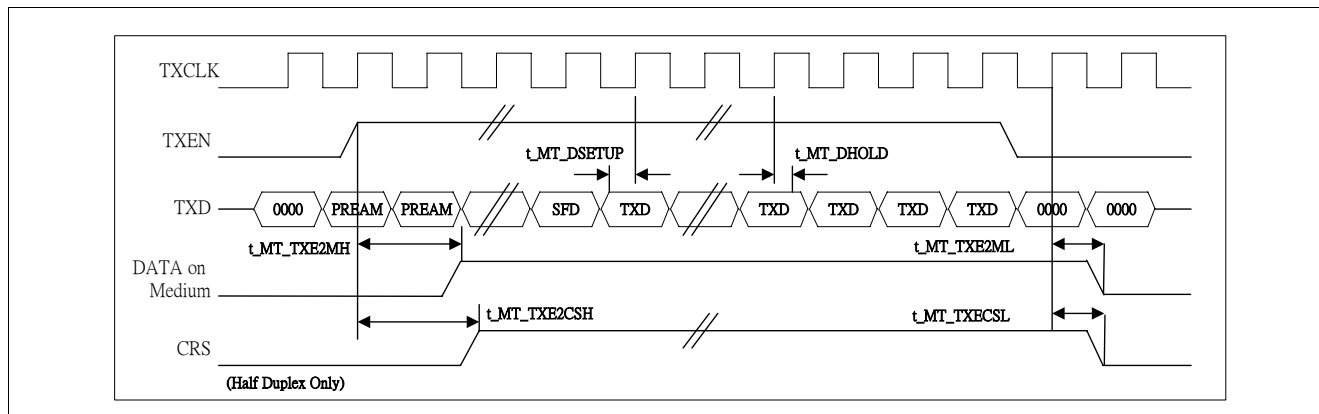 TXCLK
TXEN
t_MT_DSETUP
t_MT_DHOLD
TXD 0000 PREAM PREAM SFD TXD TXD TXD TXD TXD 0000 0000
t_MT_TXE2MH
t_MT_TXE2ML
DATA on
Medium
t_MT_TXE2CSH
t_MT_TXECSL
CRS
(Half Duplex Only)